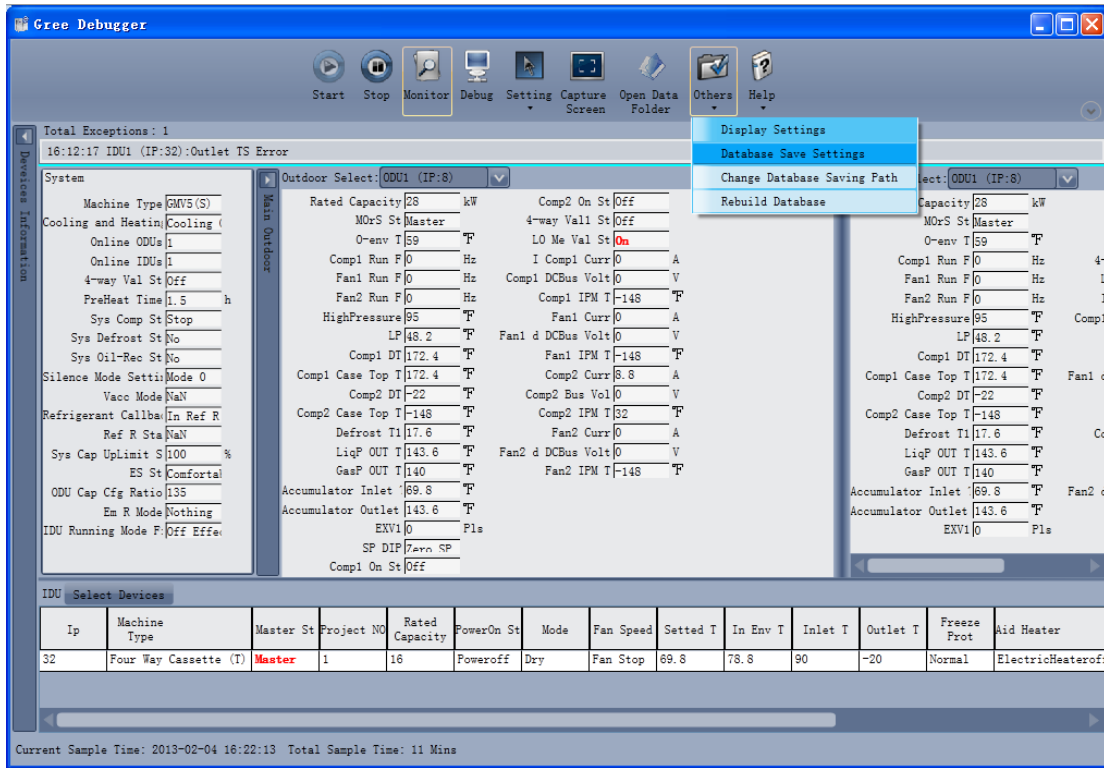 Gree Debugger
Start Stop Monitor Debug Setting Capture Screen Open Data Folder Others Help
Display Settings
Database Save Settings
Change Database Saving Path
Rebuild Database
Total Exceptions: 1
16:12:17 IDU1 (IP:32):Outlet TS Error
Deveices Information
System
Machine Type GMV5(S)
Cooling and Heatin Cooling (
Online ODUs 1
Online IDUs 1
4-way Val St Off
PreHeat Time 1.5 h
Sys Comp St Stop
Sys Defrost St No
Sys Oil-Rec St No
Silence Mode Setti Mode 0
Vacc Mode NaN
Refrigerant Callba In Ref R
Ref R Sta NaN
Sys Cap UpLimit S 100 %
ES St Comfortal
ODU Cap Cfg Ratio 135
Em R Mode Nothing
IDU Running Mode F: Off Effe
Main Outdoor
Outdoor Select: ODU1 (IP:8)
Rated Capacity 28 kW
MOrS St Master
O-env T 59 ℉
Comp1 Run F 0 Hz
Fan1 Run F 0 Hz
Fan2 Run F 0 Hz
HighPressure 95 ℉
LP 48.2 ℉
Comp1 DT 172.4 ℉
Comp1 Case Top T 172.4 ℉
Comp2 DT -22 ℉
Comp2 Case Top T -148 ℉
Defrost T1 17.6 ℉
LiqP OUT T 143.6 ℉
GasP OUT T 140 ℉
Accumulator Inlet 69.8 ℉
Accumulator Outlet 143.6 ℉
EXV1 0 Pls
SP DIP Zero SP
Comp1 On St Off
Comp2 On St Off
4-way Val1 St Off
LO Me Val St On
I Comp1 Curr 0 A
Comp1 DCBus Volt 0 V
Comp1 IPM T -148 ℉
Fan1 Curr 0 A
Fan1 d DCBus Volt 0 V
Fan1 IPM T -148 ℉
Comp2 Curr 8.8 A
Comp2 Bus Vol 0 V
Comp2 IPM T 32 ℉
Fan2 Curr 0 A
Fan2 d DCBus Volt 0 V
Fan2 IPM T -148 ℉
lect: ODU1 (IP:8)
Capacity 28 kW
MOrS St Master
O-env T 59 ℉
Comp1 Run F 0 Hz
Fan1 Run F 0 Hz
Fan2 Run F 0 Hz
HighPressure 95 ℉
LP 48.2 ℉
Comp1 DT 172.4 ℉
Comp1 Case Top T 172.4 ℉
Comp2 DT -22 ℉
Comp2 Case Top T -148 ℉
Defrost T1 17.6 ℉
LiqP OUT T 143.6 ℉
GasP OUT T 140 ℉
Accumulator Inlet 69.8 ℉
Accumulator Outlet 143.6 ℉
EXV1 0 Pls
4-
Comp1
Fan1 d
Co
Fan2 d
IDU Select Devices
Ip Machine Type Master St Project NO Rated Capacity PowerOn St Mode Fan Speed Setted T In Env T Inlet T Outlet T Freeze Prot Aid Heater
32 Four Way Cassette (T) Master 1 16 Poweroff Dry Fan Stop 69.8 78.8 90 -20 Normal ElectricHeaterof
Current Sample Time: 2013-02-04 16:22:13 Total Sample Time: 11 Mins